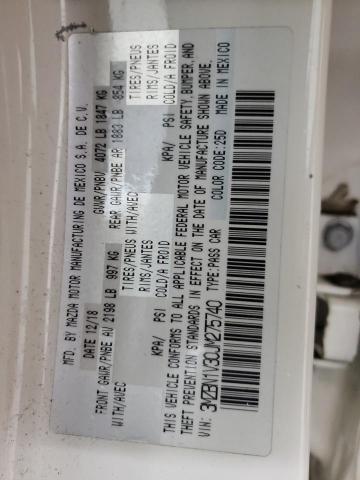 MFD. BY MAZDA MOTOR MANUFACTURING DE MEXICO S.A. DE C.V.
DATE 12/18 GVWR/PNBV 4072 LB 1847 KG
FRONT GAWR/PNBE AV 2198 LB 997 KG REAR GAWR/PNBE AR 1883 LB 854 KG
WITH/AVEC TIRES/PNEUS WITH/AVEC TIRES/PNEUS
RIMS/JANTES RIMS/JANTES
KPA/ PSI COLD/A FROID KPA/ PSI COLD/A FROID
THIS VEHICLE CONFORMS TO ALL APPLICABLE FEDERAL MOTOR VEHICLE SAFETY, BUMPER, AND
THEFT PREVENTION STANDARDS IN EFFECT ON THE DATE OF MANUFACTURE SHOWN ABOVE.
VIN: 3MZBN1V30JM275740 TYPE:PASS CAR COLOR CODE:25D MADE IN MEXICO